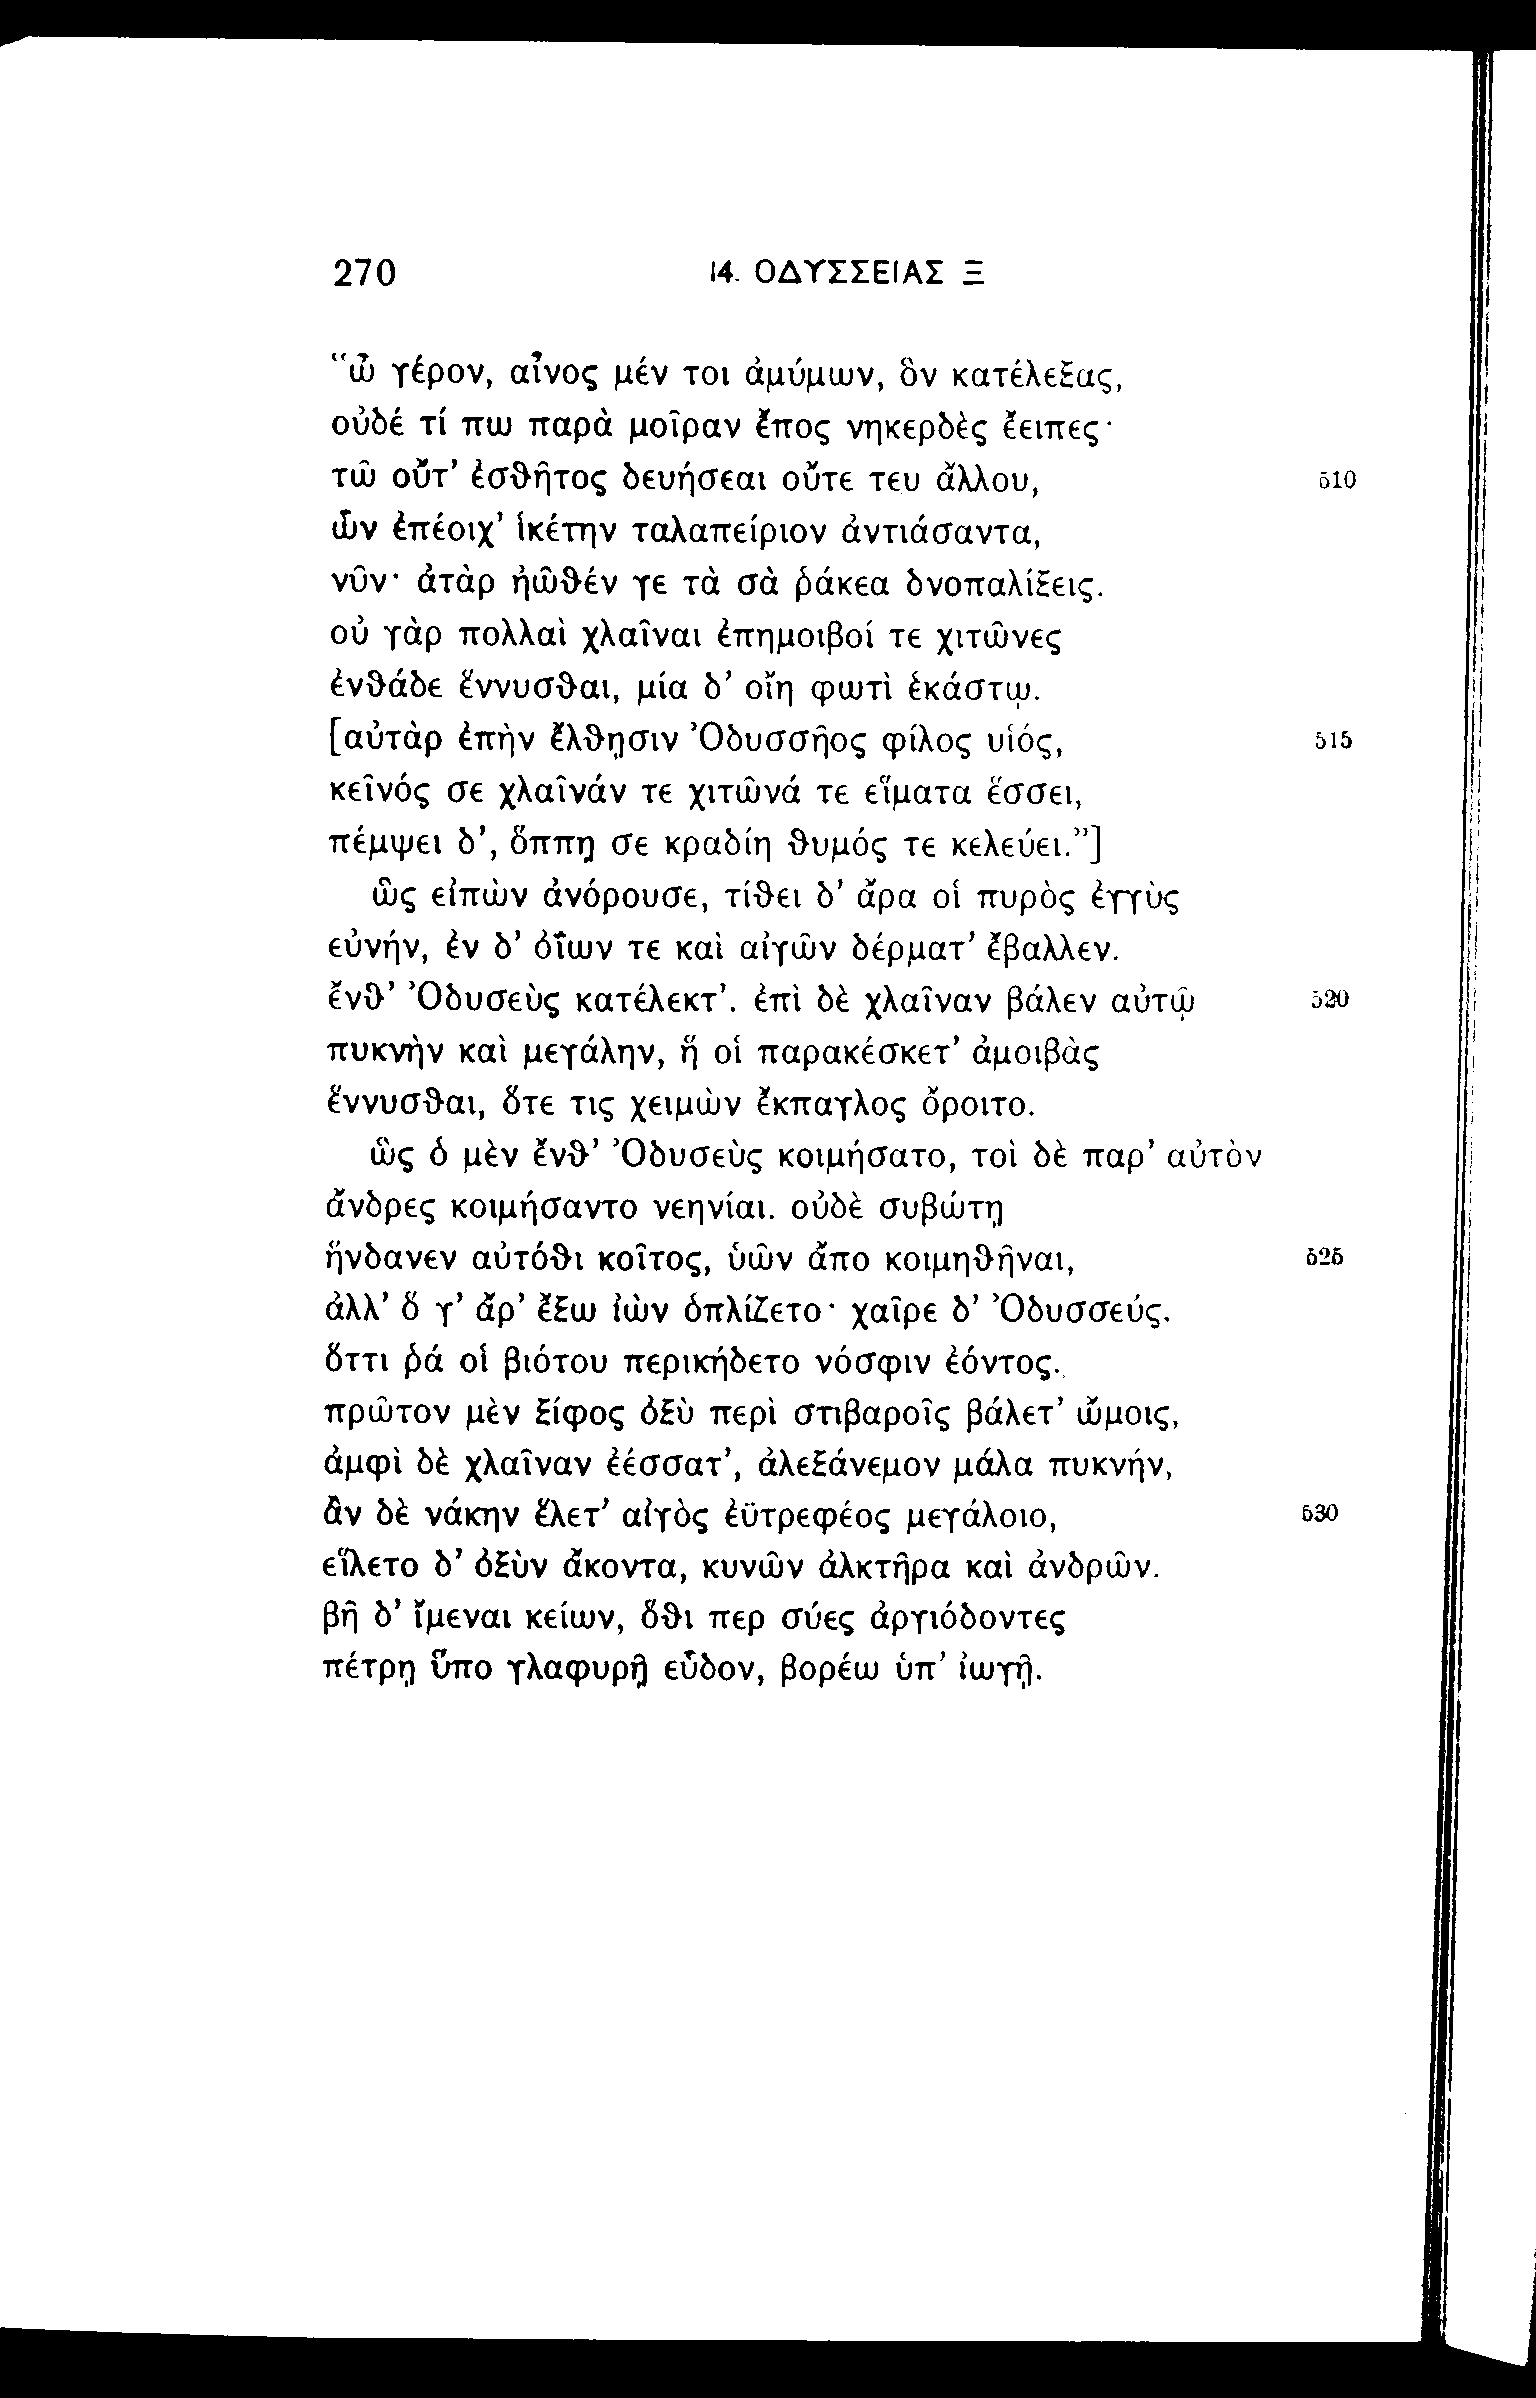 270 14. ΟΔΥΣΣΕΙΑΣ Ξ
"ὦ γέρον, αἶνος μέν τοι ἀμύμων, ὃν κατέλεξας,
οὐδέ τί πω παρὰ μοῖραν ἔπος νηκερδὲς ἔειπες·
τῶ οὔτ' ἐσθῆτος δευήσεαι οὔτε τευ ἄλλου, 510
ὧν ἐπέοιχ' ἱκέτην ταλαπείριον ἀντιάσαντα,
νῦν· ἀτὰρ ἠῶθέν γε τὰ σὰ ῥάκεα δνοπαλίξεις.
οὐ γὰρ πολλαὶ χλαῖναι ἐπημοιβοί τε χιτῶνες
ἐνθάδε ἕννυσθαι, μία δ' οἴη φωτὶ ἑκάστῳ.
[αὐτὰρ ἐπὴν ἔλθῃσιν Ὀδυσσῆος φίλος υἱός, 515
κεῖνός σε χλαῖνάν τε χιτῶνά τε εἵματα ἕσσει,
πέμψει δ', ὅππῃ σε κραδίη θυμός τε κελεύει."]
ὣς εἰπὼν ἀνόρουσε, τίθει δ' ἄρα οἱ πυρὸς ἐγγὺς
εὐνήν, ἐν δ' ὀΐων τε καὶ αἰγῶν δέρματ' ἔβαλλεν.
ἔνθ' Ὀδυσεὺς κατέλεκτ'. ἐπὶ δὲ χλαῖναν βάλεν αὐτῷ 520
πυκνὴν καὶ μεγάλην, ἥ οἱ παρακέσκετ' ἀμοιβὰς
ἕννυσθαι, ὅτε τις χειμὼν ἔκπαγλος ὄροιτο.
ὣς ὁ μὲν ἔνθ' Ὀδυσεὺς κοιμήσατο, τοὶ δὲ παρ' αὐτὸν
ἄνδρες κοιμήσαντο νεηνίαι. οὐδὲ συβώτῃ
ἥνδανεν αὐτόθι κοῖτος, ὑῶν ἄπο κοιμηθῆναι, 525
ἀλλ' ὅ γ' ἄρ' ἔξω ἰὼν ὁπλίζετο· χαῖρε δ' Ὀδυσσεύς.
ὅττι ῥά οἱ βιότου περικήδετο νόσφιν ἐόντος.
πρῶτον μὲν ξίφος ὀξὺ περὶ στιβαροῖς βάλετ' ὤμοις,
ἀμφὶ δὲ χλαῖναν ἑέσσατ', ἀλεξάνεμον μάλα πυκνήν,
ἂν δὲ νάκην ἕλετ' αἰγὸς ἐϋτρεφέος μεγάλοιο, 530
εἵλετο δ' ὀξὺν ἄκοντα, κυνῶν ἀλκτῆρα καὶ ἀνδρῶν.
βῆ δ' ἴμεναι κείων, ὅθι περ σύες ἀργιόδοντες
πέτρῃ ὕπο γλαφυρῇ εὗδον, βορέω ὑπ' ἰωγῇ.